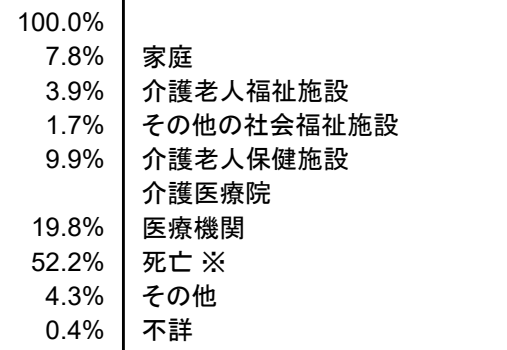 100.0%
7.8% 家庭
3.9% 介護老人福祉施設
1.7% その他の社会福祉施設
9.9% 介護老人保健施設
介護医療院
19.8% 医療機関
52.2% 死亡 ※
4.3% その他
0.4% 不詳